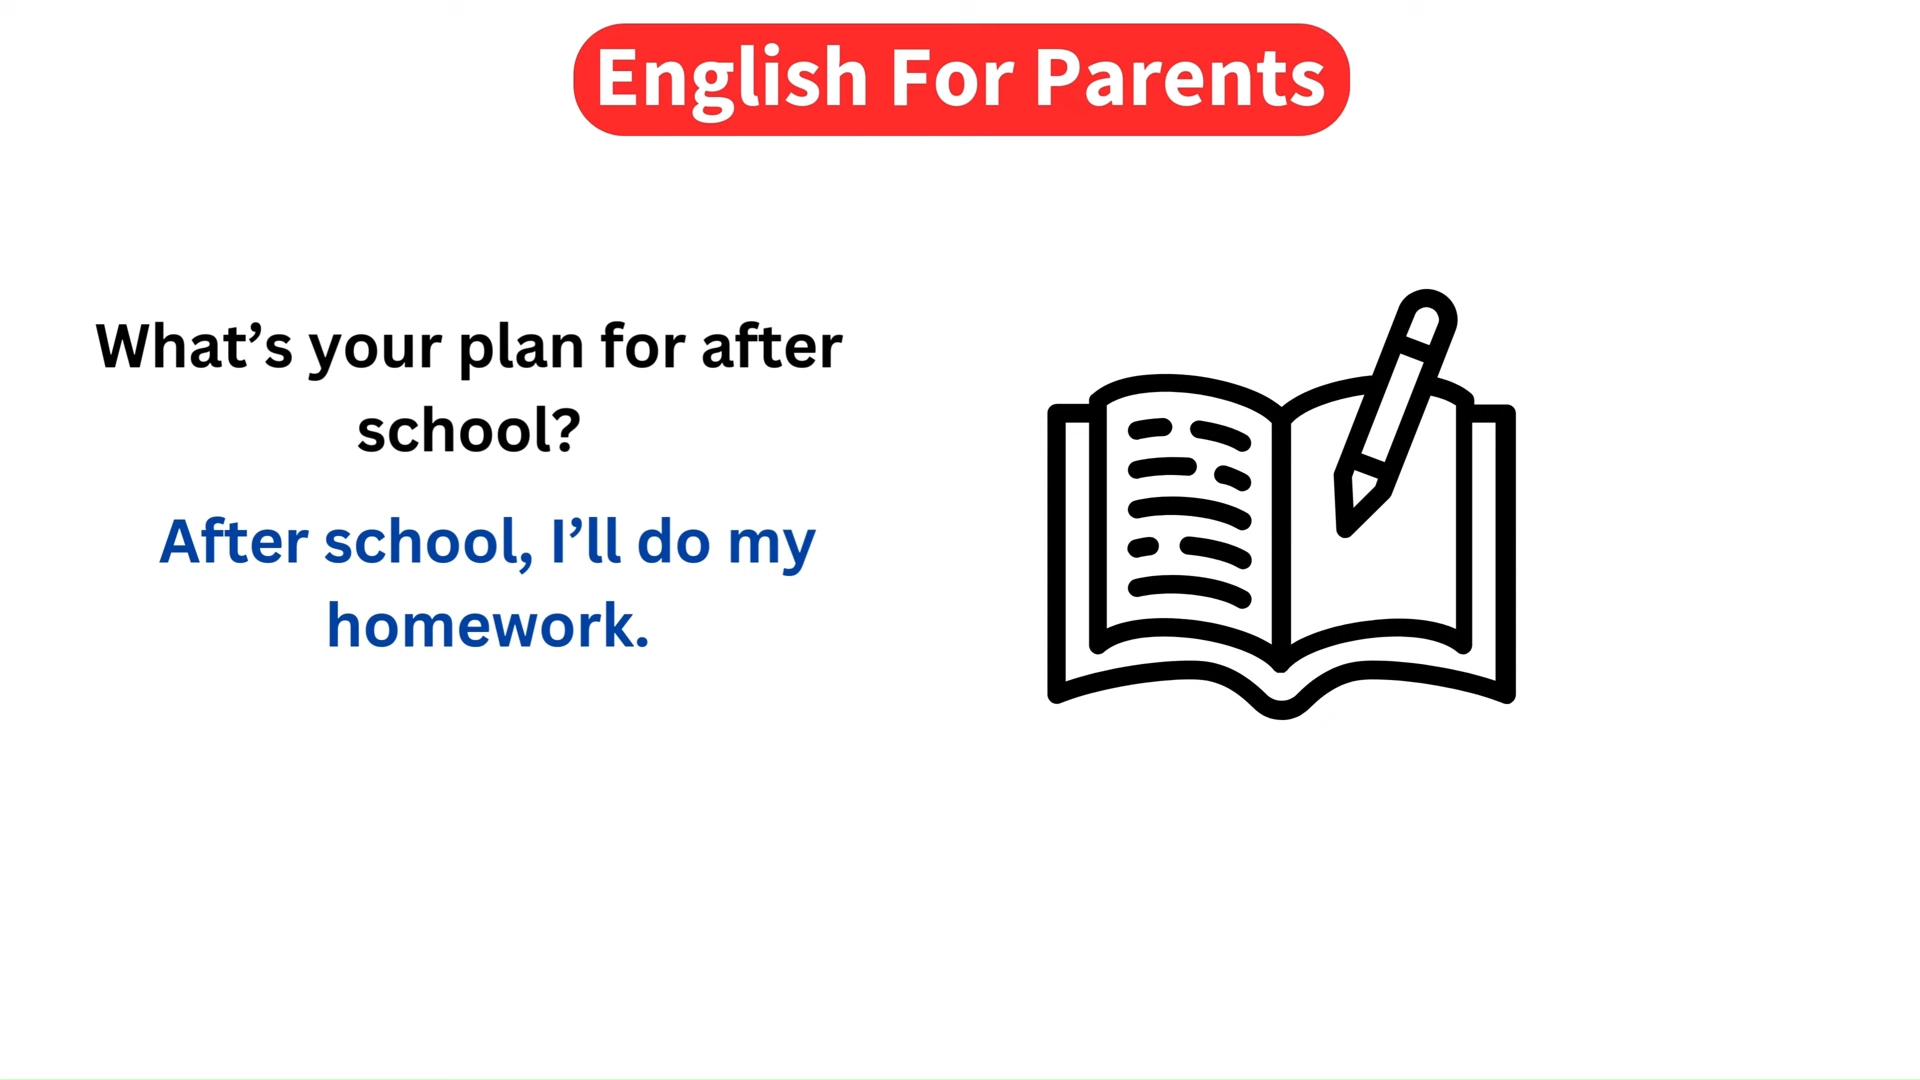 English For Parents
What’s your plan for after
school?
After school, I’ll do my
homework.